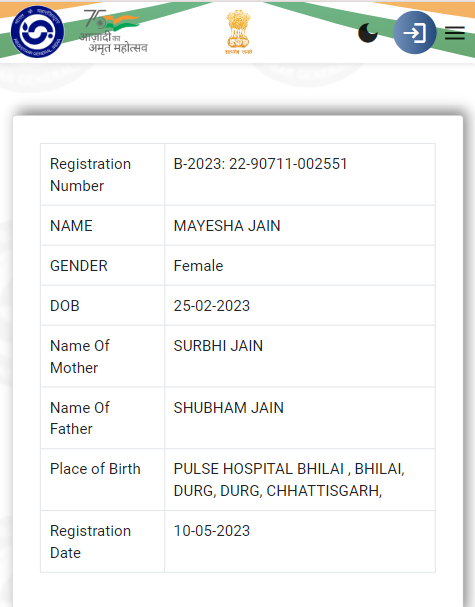 75
आज़ादी का
अमृत महोत्सव
सत्यमेव जयते
Registration Number
B-2023: 22-90711-002551
NAME
MAYESHA JAIN
GENDER
Female
DOB
25-02-2023
Name Of Mother
SURBHI JAIN
Name Of Father
SHUBHAM JAIN
Place of Birth
PULSE HOSPITAL BHILAI , BHILAI,
DURG, DURG, CHHATTISGARH,
Registration Date
10-05-2023